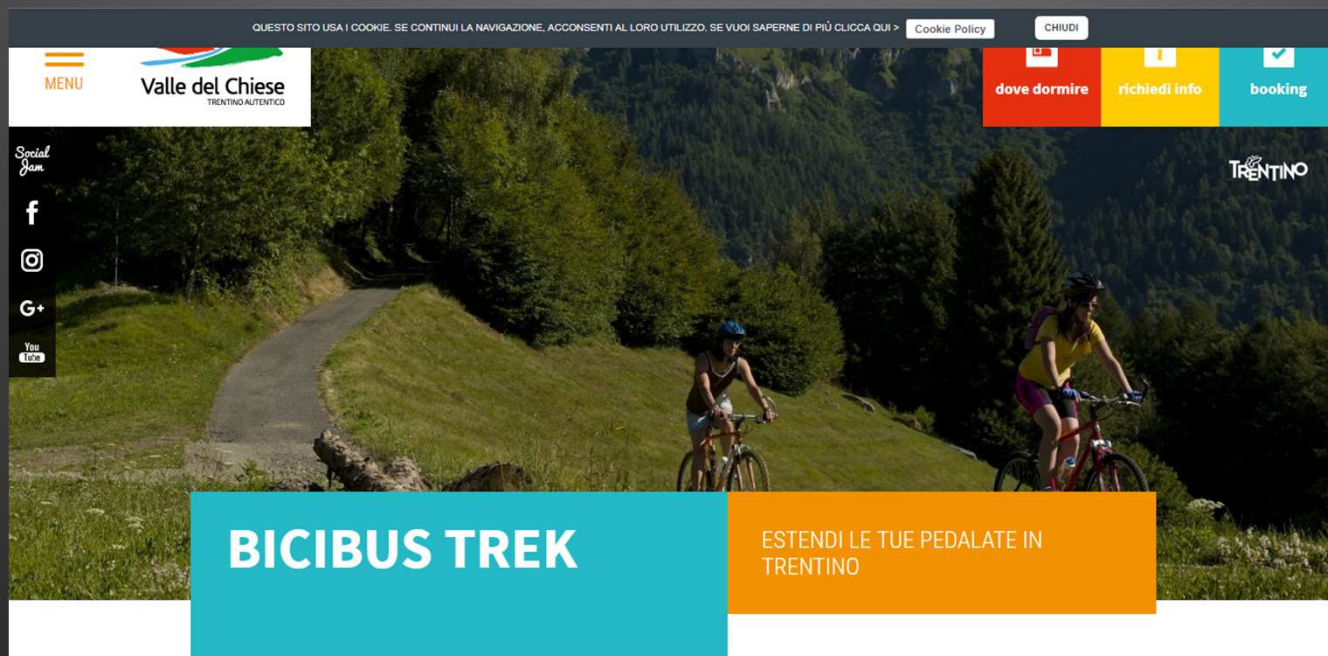 QUESTO SITO USA I COOKIE. SE CONTINUI LA NAVIGAZIONE, ACCONSENTI AL LORO UTILIZZO. SE VUOI SAPERNE DI PIÙ CLICCA QUI > Cookie Policy CHIUDI
MENU
Valle del Chiese
TRENTINO AUTENTICO
dove dormire
richiedi info
booking
Social
Jam
f
G+
You
Tube
TRENTINO
BICIBUS TREK
ESTENDI LE TUE PEDALATE IN
TRENTINO